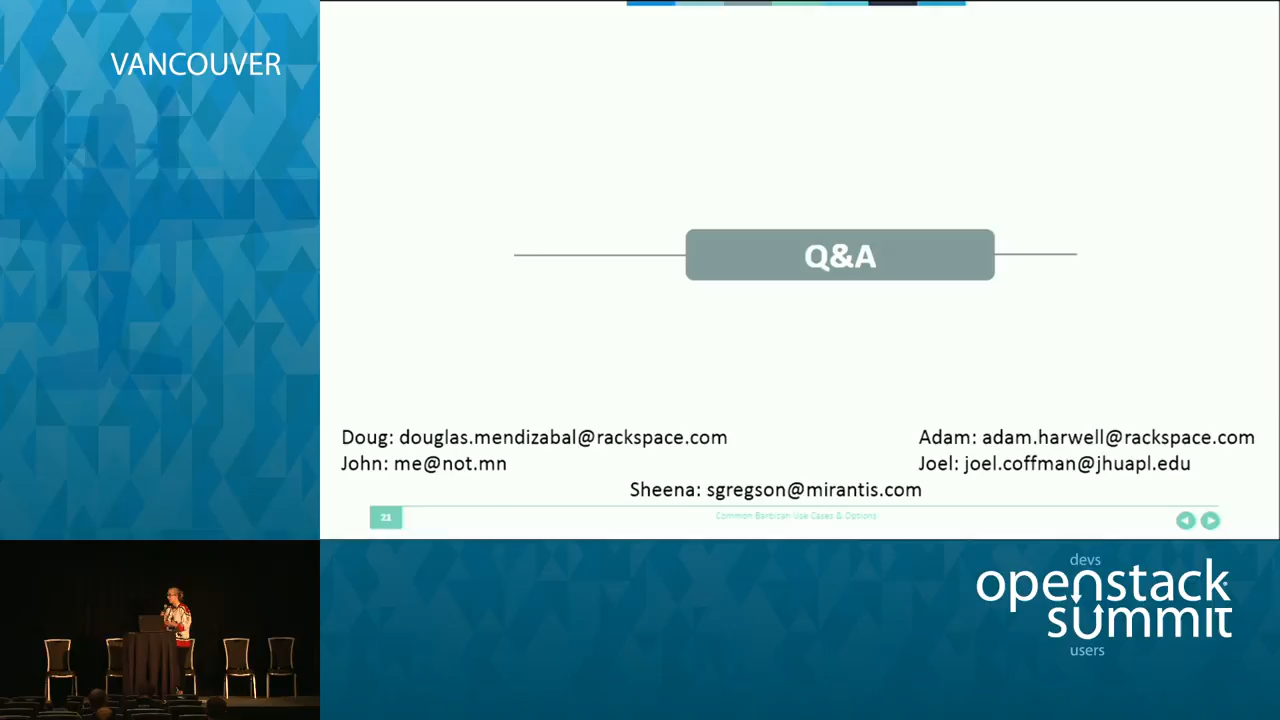 VANCOUVER
Q&A
Doug: douglas.mendizabal@rackspace.com
Adam: adam.harwell@rackspace.com
John: me@not.mn
Joel: joel.coffman@jhuapl.edu
Sheena: sgregson@mirantis.com
21
Common Barbican Use Cases & Options
devs
openstack
summit
users